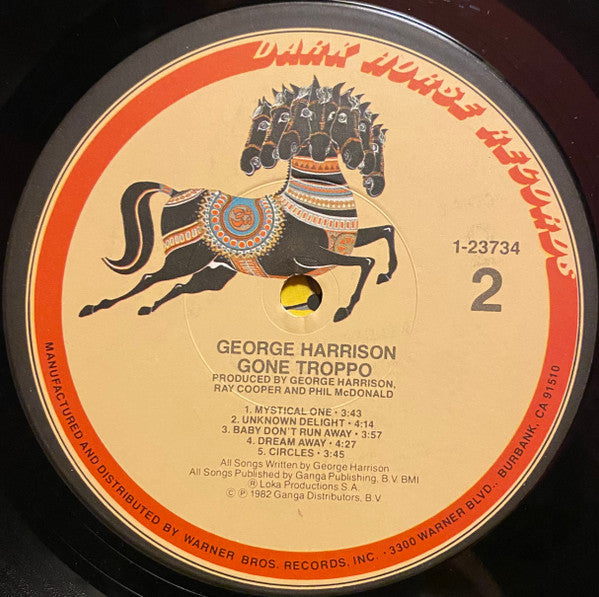 DARK HORSE RECORDS
1-23734
2
GEORGE HARRISON
GONE TROPPO
PRODUCED BY GEORGE HARRISON,
RAY COOPER AND PHIL McDONALD
1. MYSTICAL ONE • 3:43
2. UNKNOWN DELIGHT • 4:14
3. BABY DON'T RUN AWAY • 3:57
4. DREAM AWAY • 4:27
5. CIRCLES • 3:45
All Songs Written by George Harrison
All Songs Published by Ganga Publishing, B.V. BMI
Ⓡ Loka Productions S.A.
© Ⓟ 1982 Ganga Distributors, B.V.
MANUFACTURED AND DISTRIBUTED BY WARNER BROS. RECORDS, INC. • 3300 WARNER BLVD., BURBANK, CA 91510